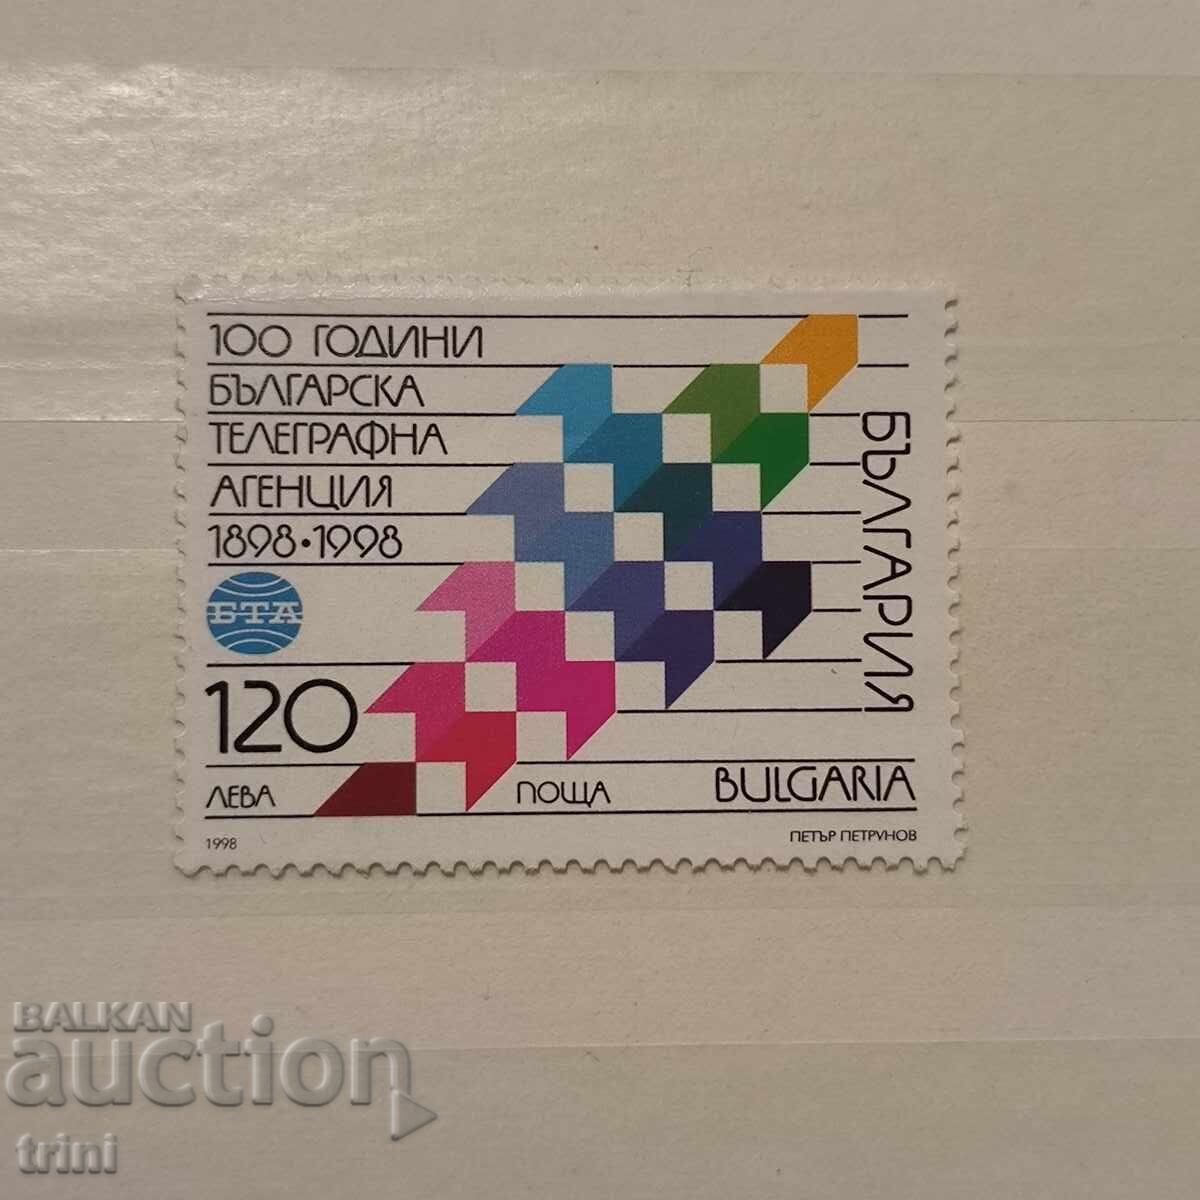 100 ГОДИНИ
БЪЛГАРСКА
ТЕЛЕГРАФНА
АГЕНЦИЯ
1898•1998
БТА
120
ЛЕВА
ПОЩА
BULGARIA
БЪЛГАРИЯ
1998
ПЕТЪР ПЕТРУНОВ
BALKAN
auction
trini